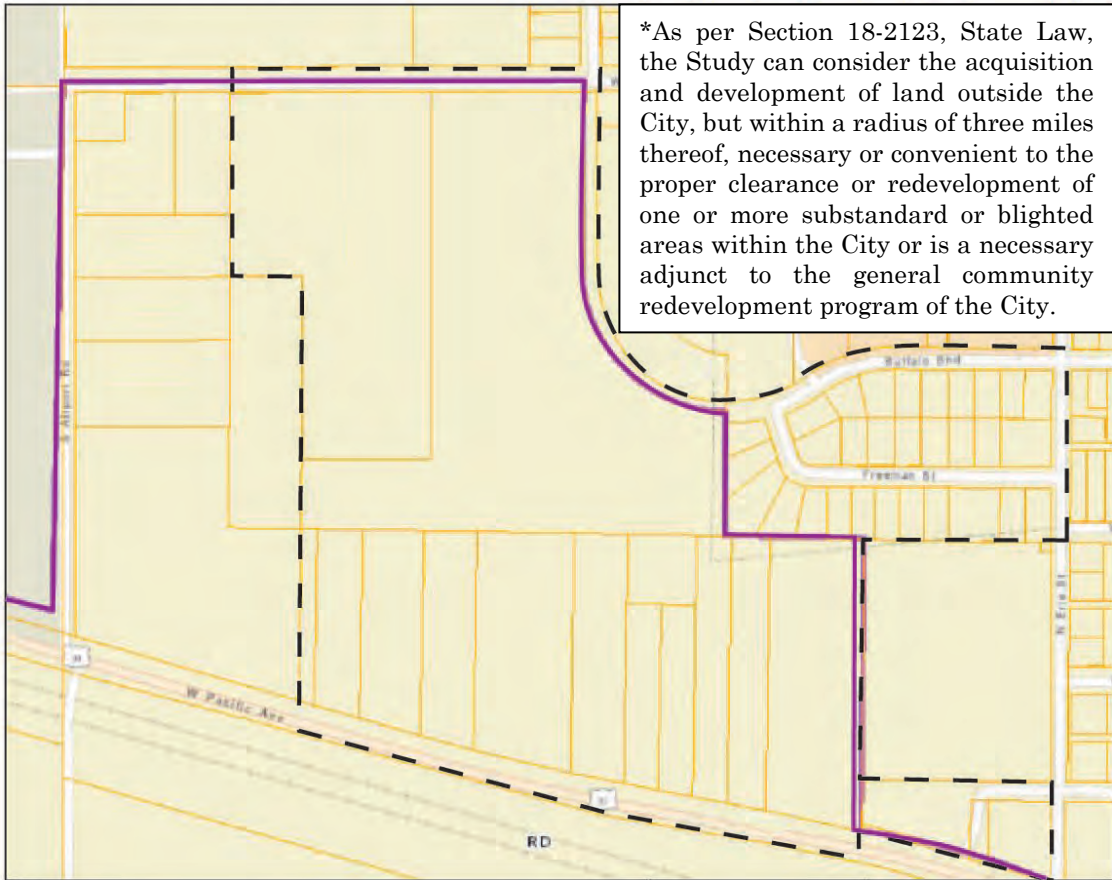 *As per Section 18-2123, State Law,
the Study can consider the acquisition
and development of land outside the
City, but within a radius of three miles
thereof, necessary or convenient to the
proper clearance or redevelopment of
one or more substandard or blighted
areas within the City or is a necessary
adjunct to the general community
redevelopment program of the City.
W
Buffalo Bnd
S Airport Rd
Freeman St
N Erie St
W Pacific Ave
RD